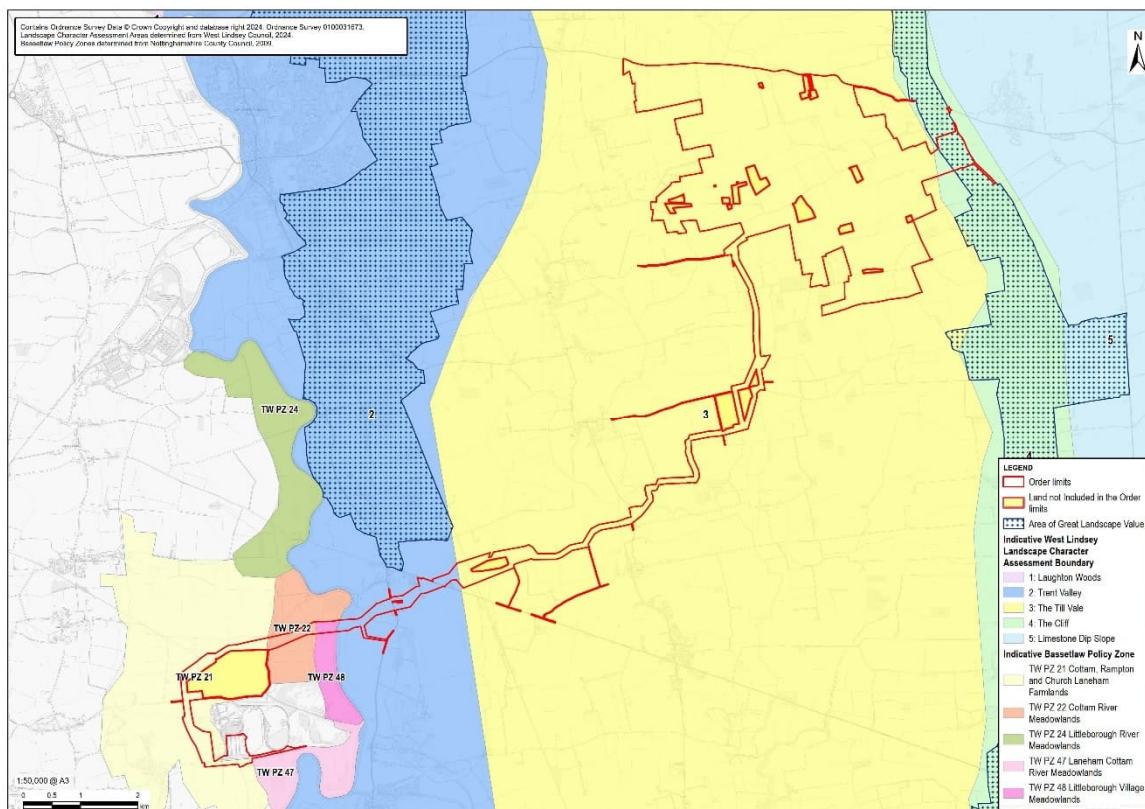 Contains Ordnance Survey Data © Crown Copyright and database right 2024. Ordnance Survey 0100031673.
Landscape Character Assessment Areas determined from West Lindsey Council, 2024.
Bassetlaw Policy Zones determined from Nottinghamshire County Council, 2009.
N
5
TW PZ 24
2
3
4
TW PZ 22
TW PZ 21
TW PZ 48
TW PZ 47
LEGEND
Order limits
Land not Included in the Order
limits
Area of Great Landscape Value
Indicative West Lindsey
Landscape Character
Assessment Boundary
1: Laughton Woods
2: Trent Valley
3: The Till Vale
4: The Cliff
5: Limestone Dip Slope
Indicative Bassetlaw Policy Zone
TW PZ 21 Cottam, Rampton
and Church Laneham
Farmlands
TW PZ 22 Cottam River
Meadowlands
TW PZ 24 Littleborough River
Meadowlands
TW PZ 47 Laneham Cottam
River Meadowlands
TW PZ 48 Littleborough Village
Meadowlands
1:50,000 @ A3
0 0.5 1 2
km